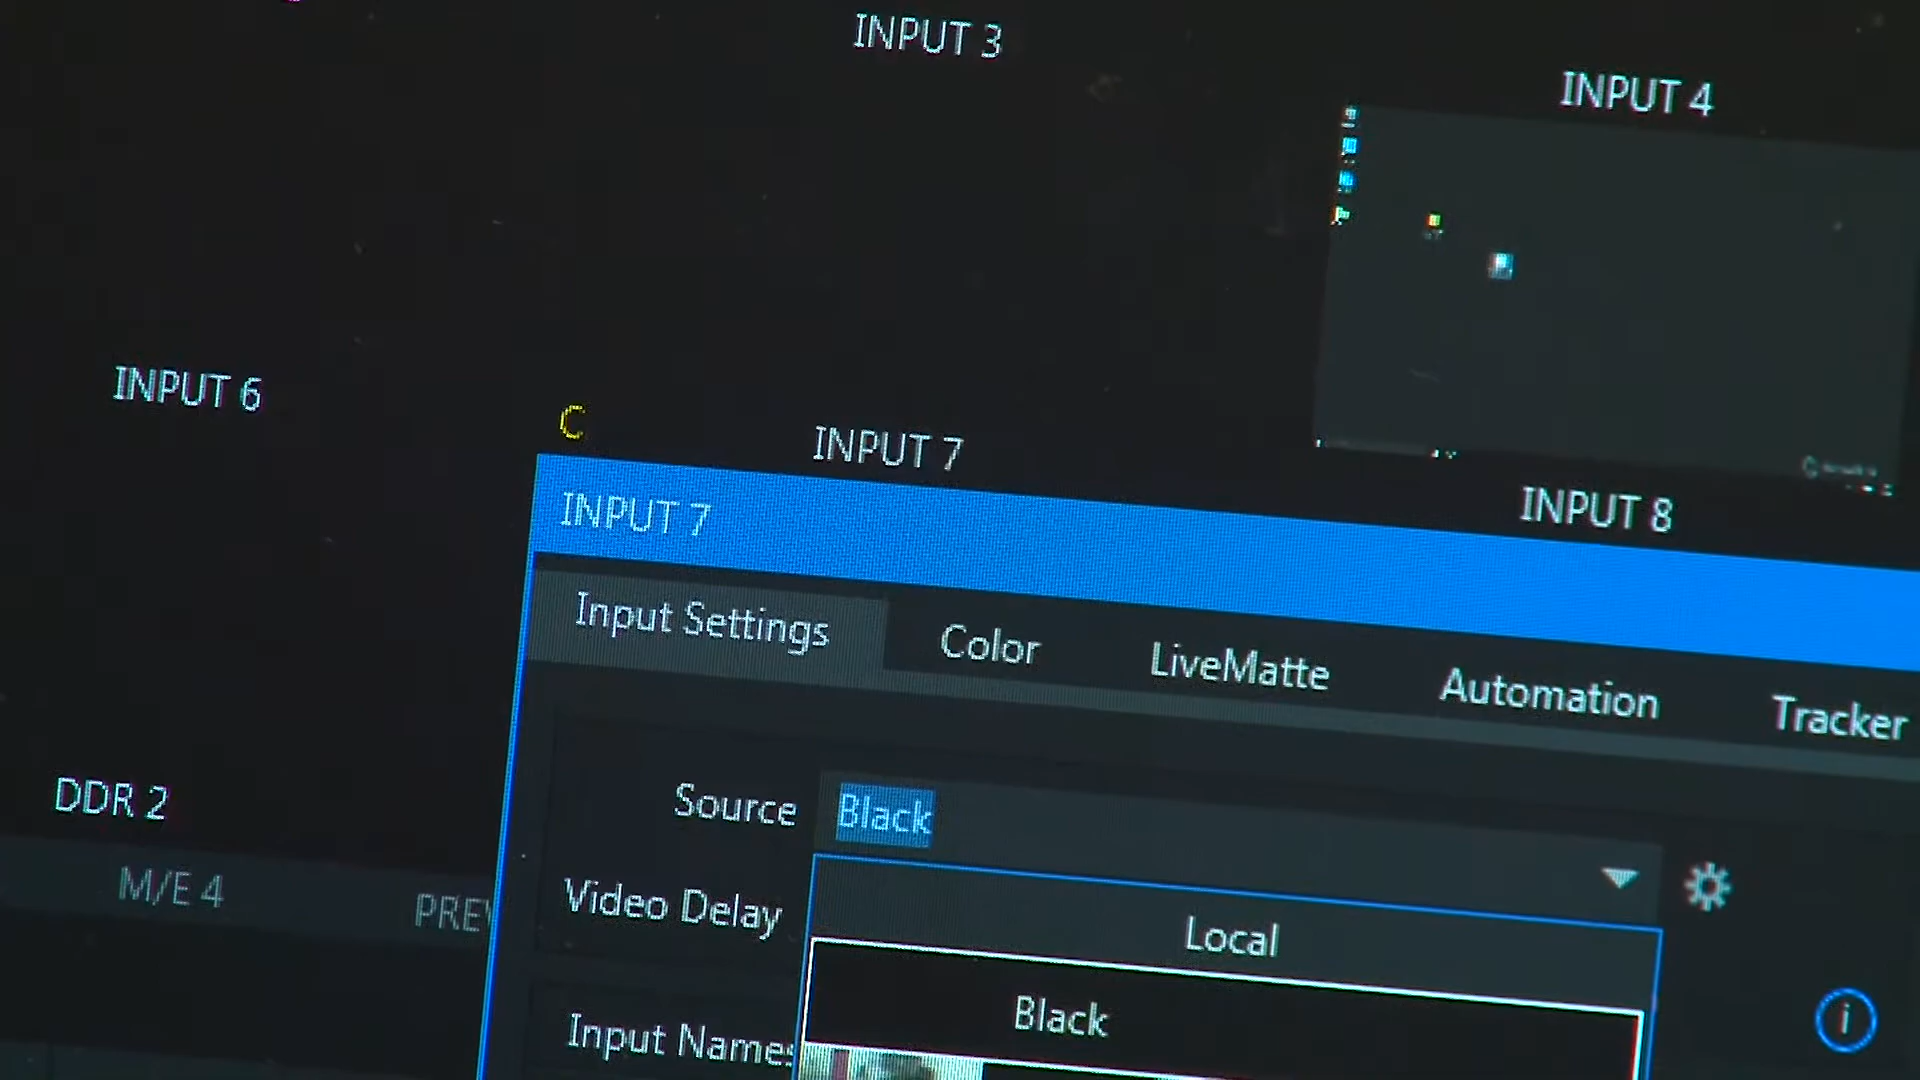 INPUT 3
INPUT 4
INPUT 6
C
INPUT 7
INPUT 8
INPUT 7
Input Settings
Color
LiveMatte
Automation
Tracker
Source
Black
DDR 2
M/E 4
Video Delay
Local
Black
i
Input Names